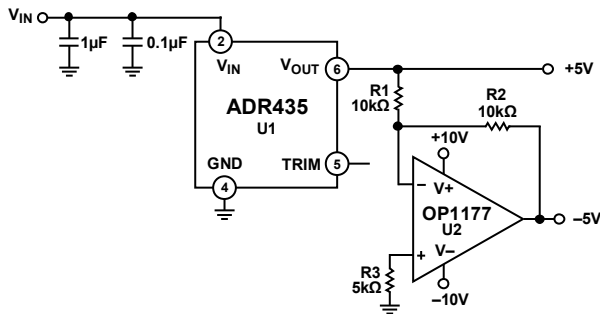 VIN
1µF
0.1µF
2
VIN
VOUT
6
+5V
ADR435
U1
R1
10kΩ
R2
10kΩ
GND
TRIM
5
4
+10V
−
V+
OP1177
U2
−5V
+
V−
R3
5kΩ
−10V